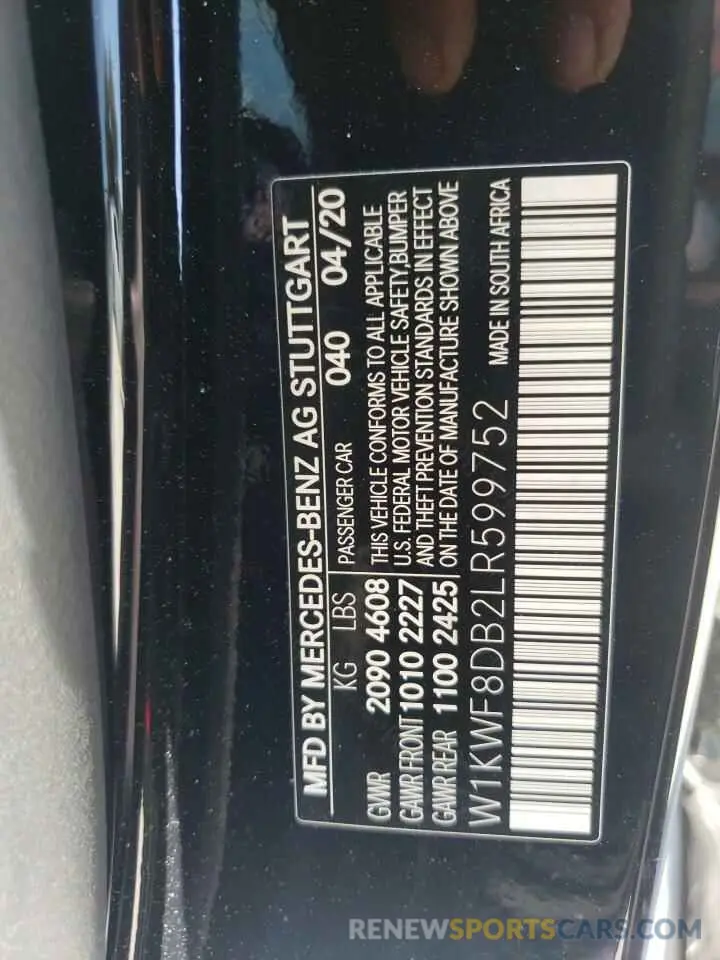 MFD BY MERCEDES-BENZ AG STUTTGART
KG LBS PASSENGER CAR 040 04/20
GVWR 2090 4608 THIS VEHICLE CONFORMS TO ALL APPLICABLE
GAWR FRONT 1010 2227 U.S. FEDERAL MOTOR VEHICLE SAFETY,BUMPER
GAWR REAR 1100 2425 AND THEFT PREVENTION STANDARDS IN EFFECT
ON THE DATE OF MANUFACTURE SHOWN ABOVE
W1KWF8DB2LR599752 MADE IN SOUTH AFRICA
RENEWSPORTSCARS.COM